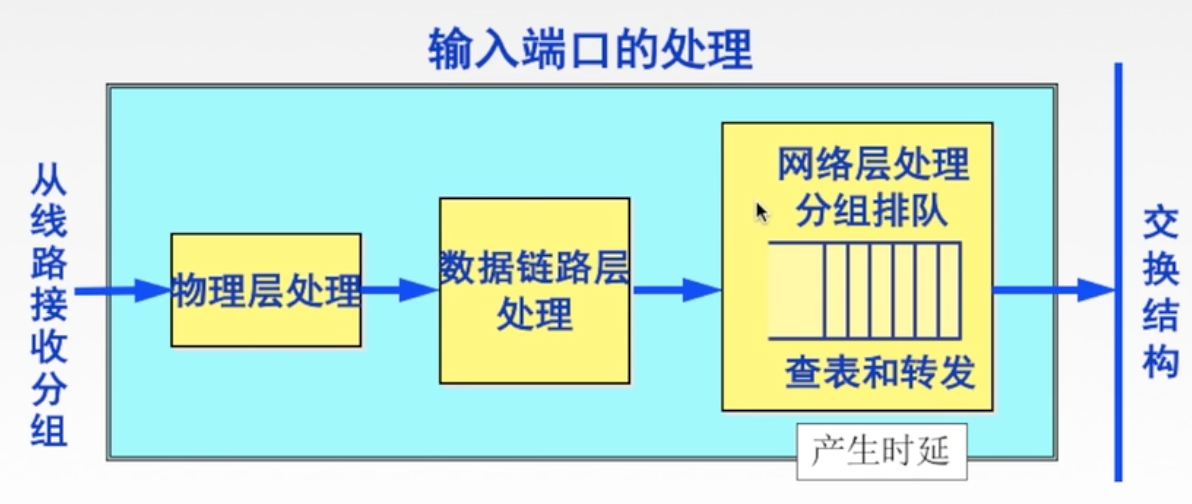 输入端口的处理
从线路接收分组
物理层处理
数据链路层
处理
网络层处理
分组排队
查表和转发
产生时延
交换结构